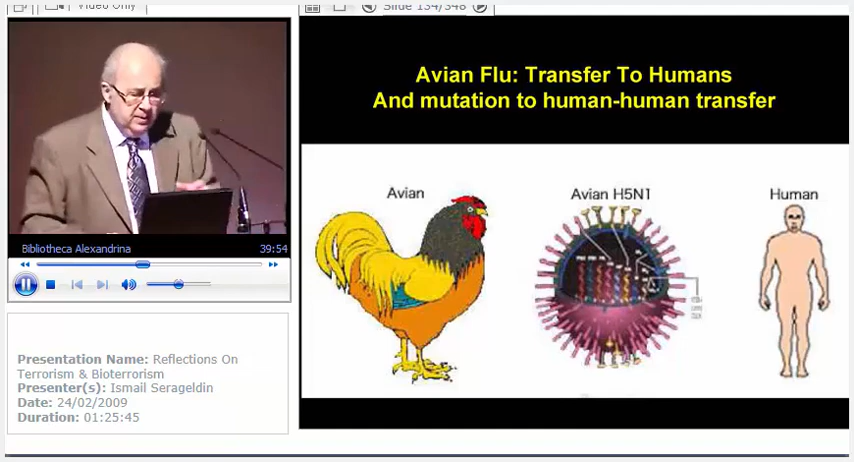 Video Only
Slide 134/348
Avian Flu: Transfer To Humans
And mutation to human-human transfer
Avian
Avian H5N1
Human
Bibliotheca Alexandrina
39:54
Presentation Name: Reflections On
Terrorism & Bioterrorism
Presenter(s): Ismail Serageldin
Date: 24/02/2009
Duration: 01:25:45